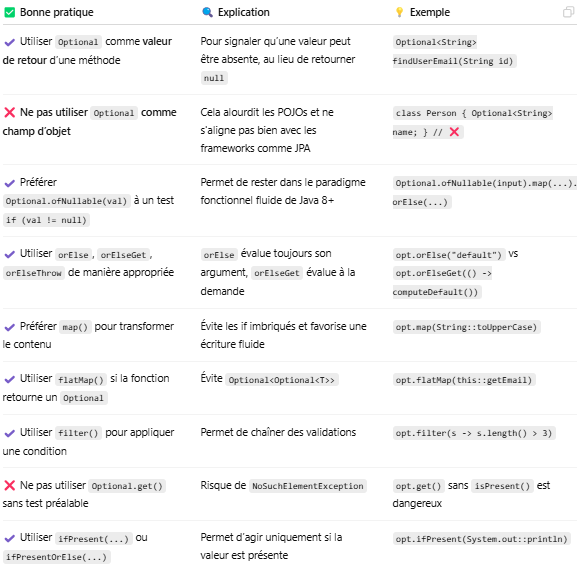 ✅ Bonne pratique
🔍 Explication
💡 Exemple
✔ Utiliser Optional comme valeur
de retour d'une méthode
Pour signaler qu'une valeur peut
être absente, au lieu de retourner
null
Optional<String>
findUserEmail(String id)
❌ Ne pas utiliser Optional comme
champ d'objet
Cela alourdit les POJOs et ne
s'aligne pas bien avec les
frameworks comme JPA
class Person { Optional<String>
name; } // ❌
✔ Préférer
Optional.ofNullable(val) à un test
if (val != null)
Permet de rester dans le paradigme
fonctionnel fluide de Java 8+
Optional.ofNullable(input).map(...).
orElse(...)
✔ Utiliser orElse, orElseGet,
orElseThrow de manière appropriée
orElse évalue toujours son
argument, orElseGet évalue à la
demande
opt.orElse("default") vs
opt.orElseGet(() ->
computeDefault())
✔ Préférer map() pour transformer
le contenu
Évite les if imbriqués et favorise une
écriture fluide
opt.map(String::toUpperCase)
✔ Utiliser flatMap() si la fonction
retourne un Optional
Évite Optional<Optional<T>>
opt.flatMap(this::getEmail)
✔ Utiliser filter() pour appliquer
une condition
Permet de chaîner des validations
opt.filter(s -> s.length() > 3)
❌ Ne pas utiliser Optional.get()
sans test préalable
Risque de NoSuchElementException
opt.get() sans isPresent() est
dangereux
✔ Utiliser ifPresent(...) ou
ifPresentOrElse(...)
Permet d'agir uniquement si la
valeur est présente
opt.ifPresent(System.out::println)